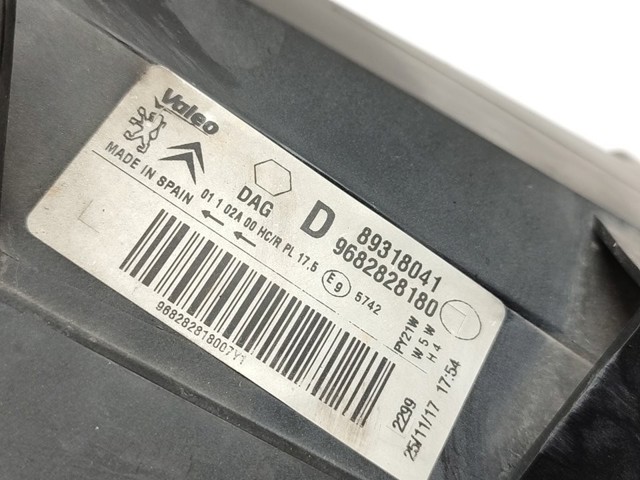 Valeo
MADE IN SPAIN
DAG
D
89318041
9682828180
01 1 02A 00 HC/R PL 17.5
E9
5742
PY21W
W5W
H4
968282818007Y1
2299
25/11/17 17:54
L